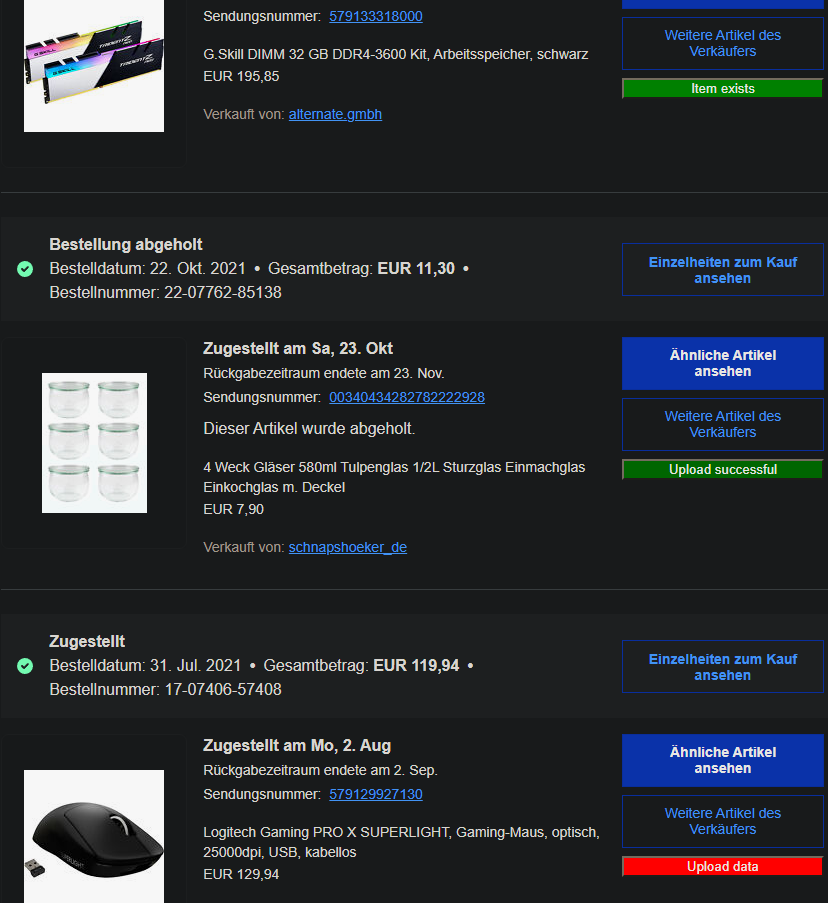 Sendungsnummer: 579133318000
G.Skill DIMM 32 GB DDR4-3600 Kit, Arbeitsspeicher, schwarz
EUR 195,85
Verkauft von: alternate.gmbh
Weitere Artikel des
Verkäufers
Item exists
Bestellung abgeholt
Bestelldatum: 22. Okt. 2021 • Gesamtbetrag: EUR 11,30 •
Bestellnummer: 22-07762-85138
Einzelheiten zum Kauf
ansehen
Zugestellt am Sa, 23. Okt
Rückgabezeitraum endete am 23. Nov.
Sendungsnummer: 00340434282782222928
Dieser Artikel wurde abgeholt.
4 Weck Gläser 580ml Tulpenglas 1/2L Sturzglas Einmachglas
Einkochglas m. Deckel
EUR 7,90
Verkauft von: schnapshoeker_de
Ähnliche Artikel
ansehen
Weitere Artikel des
Verkäufers
Upload successful
Zugestellt
Bestelldatum: 31. Jul. 2021 • Gesamtbetrag: EUR 119,94 •
Bestellnummer: 17-07406-57408
Einzelheiten zum Kauf
ansehen
Zugestellt am Mo, 2. Aug
Rückgabezeitraum endete am 2. Sep.
Sendungsnummer: 579129927130
Logitech Gaming PRO X SUPERLIGHT, Gaming-Maus, optisch,
25000dpi, USB, kabellos
EUR 129,94
Ähnliche Artikel
ansehen
Weitere Artikel des
Verkäufers
Upload data